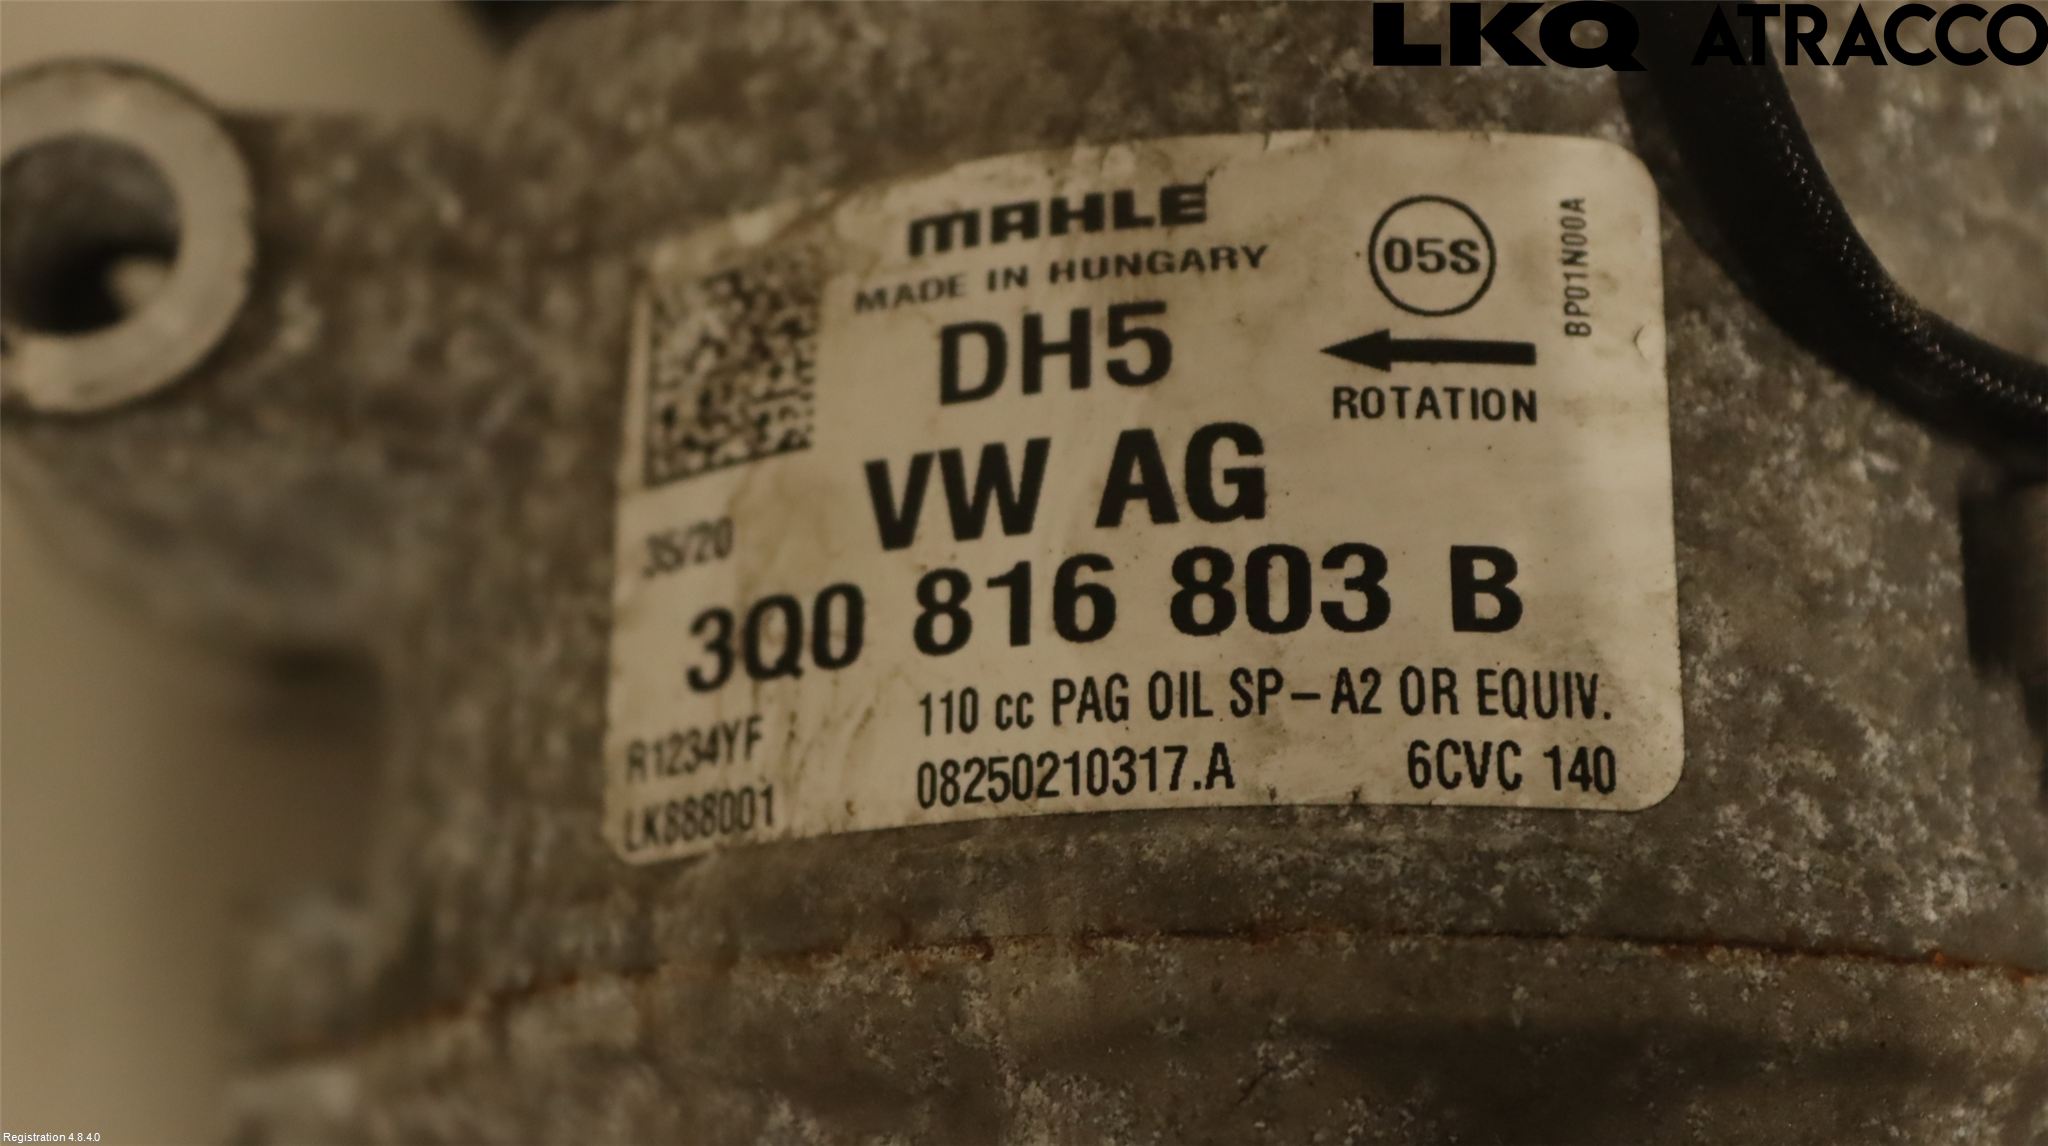 LKQ ATRACCO
MAHLE
MADE IN HUNGARY
05S
BP01N00A
DH5
ROTATION
VW AG
35/20
3Q0 816 803 B
110 cc PAG OIL SP-A2 OR EQUIV.
R1234YF
08250210317.A 6CVC 140
LK888001
Registration 4.8.4.0